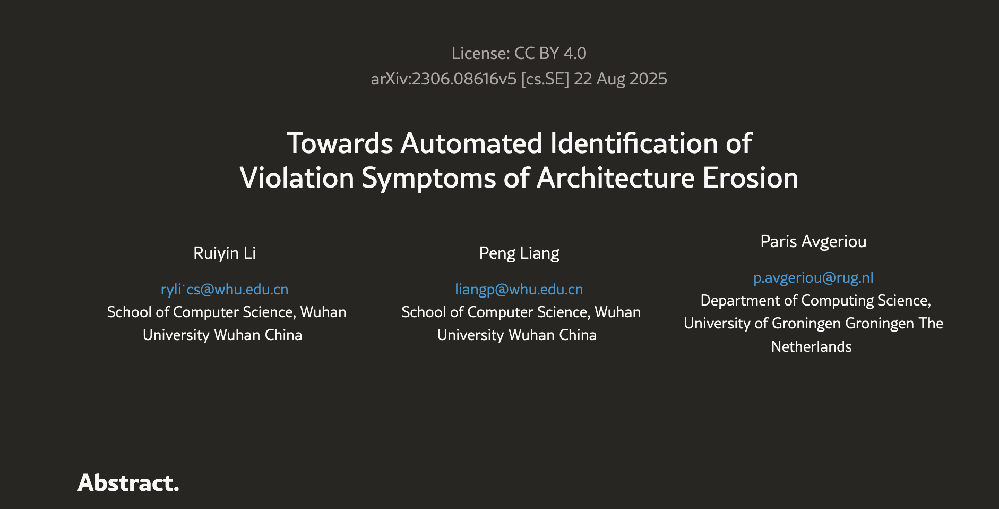 License: CC BY 4.0
arXiv:2306.08616v5 [cs.SE] 22 Aug 2025
Towards Automated Identification of
Violation Symptoms of Architecture Erosion
Ruiyin Li
ryli˙cs@whu.edu.cn
School of Computer Science, Wuhan
University Wuhan China
Peng Liang
liangp@whu.edu.cn
School of Computer Science, Wuhan
University Wuhan China
Paris Avgeriou
p.avgeriou@rug.nl
Department of Computing Science,
University of Groningen Groningen The
Netherlands
Abstract.